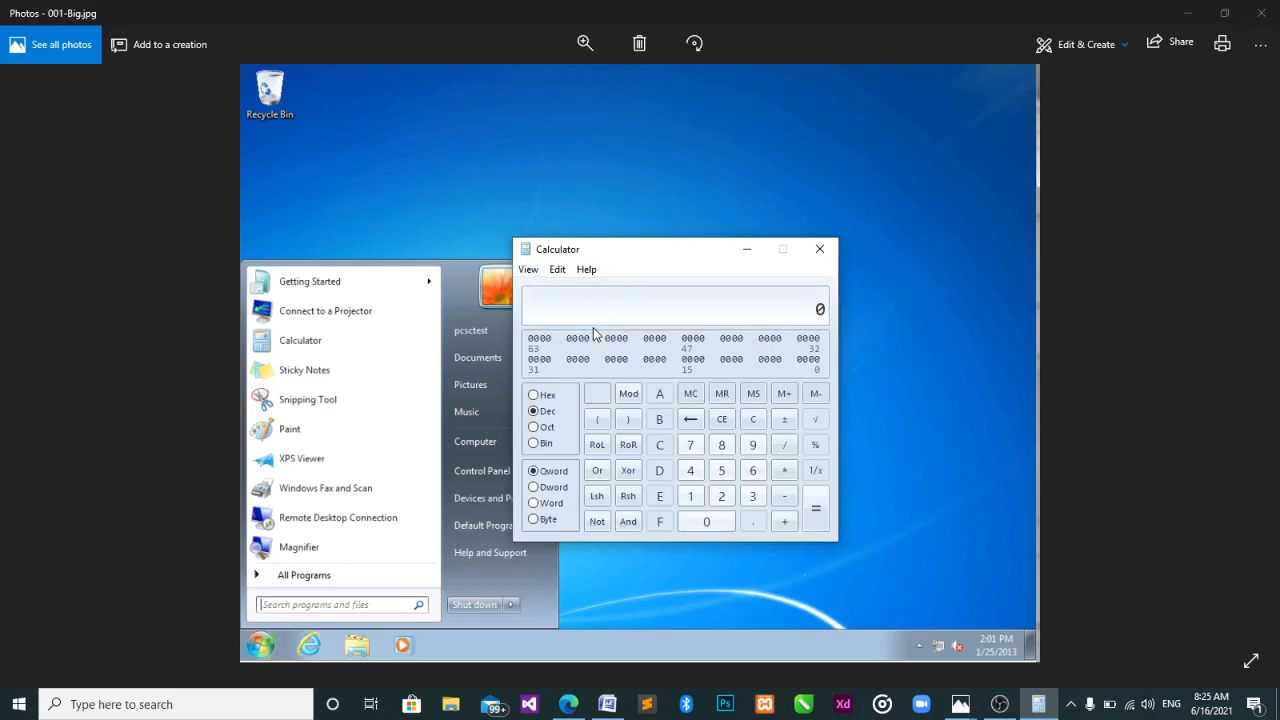 Photos - 001-Big.jpg
See all photos
Add to a creation
Edit & Create
Share
Recycle Bin
Getting Started
Connect to a Projector
Calculator
Sticky Notes
Snipping Tool
Paint
XPS Viewer
Windows Fax and Scan
Remote Desktop Connection
Magnifier
All Programs
Search programs and files
pcsctest
Documents
Pictures
Music
Computer
Control Panel
Devices and P
Default Progra
Help and Support
Shut down
Calculator
View Edit Help
0
0000 0000 0000 0000 0000 0000 0000 0000
63 47 32
0000 0000 0000 0000 0000 0000 0000 0000
31 15 0
Hex
Dec
Oct
Bin
Qword
Dword
Word
Byte
Mod A MC MR MS M+ M-
( ) B ← CE C ± √
RoL RoR C 7 8 9 / %
Or Xor D 4 5 6 * 1/x
Lsh Rsh E 1 2 3 - =
Not And F 0 . +
2:01 PM
1/25/2013
Type here to search
99+
Ps
Xd
ENG
8:25 AM
6/16/2021
1